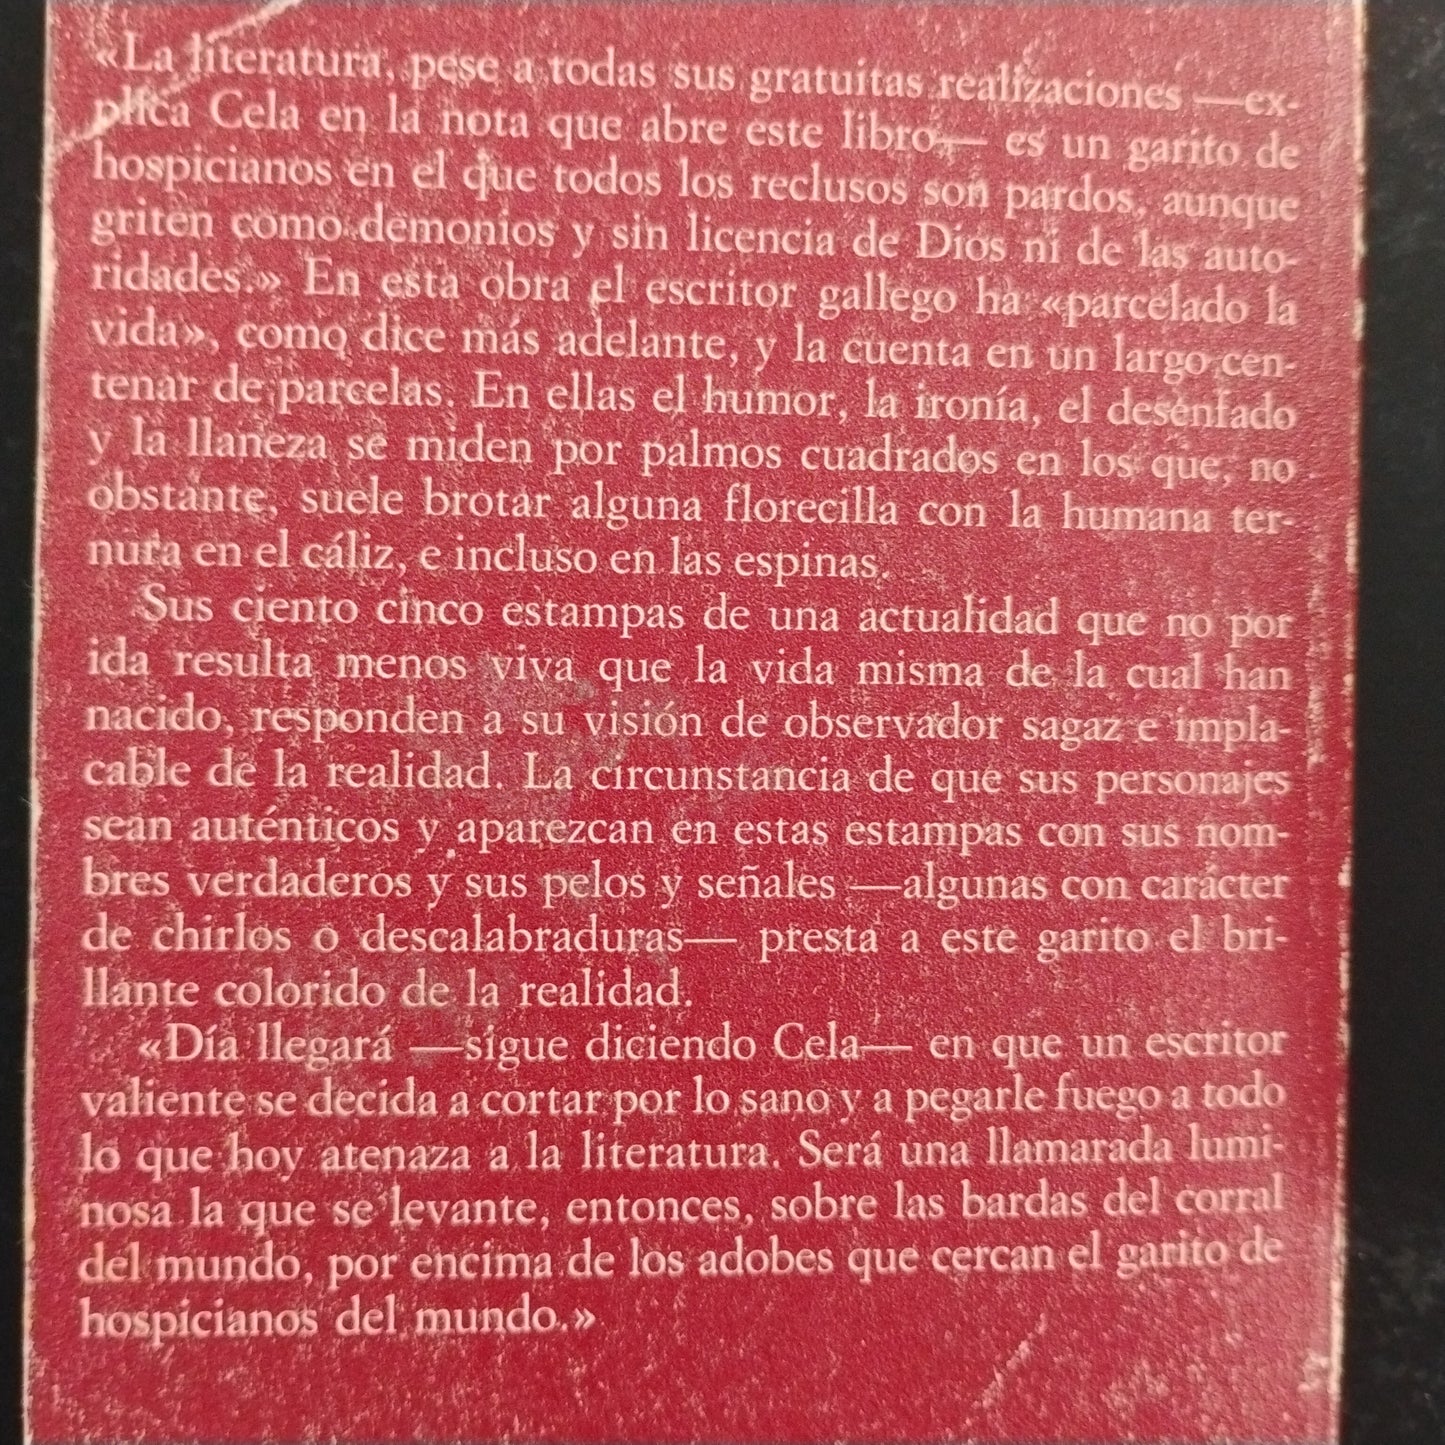 «La literatura, pese a todas sus gratuitas realizaciones —ex-
plica Cela en la nota que abre este libro— es un garito de
hospicianos en el que todos los reclusos son pardos, aunque
griten como demonios y sin licencia de Dios ni de las auto-
ridades.» En esta obra el escritor gallego ha «parcelado la
vida», como dice más adelante, y la cuenta en un largo cen-
tenar de parcelas. En ellas el humor, la ironía, el desenfado
y la llaneza se miden por palmos cuadrados en los que, no
obstante, suele brotar alguna florecilla con la humana ter-
nura en el cáliz, e incluso en las espinas.
Sus ciento cinco estampas de una actualidad que no por
ida resulta menos viva que la vida misma de la cual han
nacido, responden a su visión de observador sagaz e impla-
cable de la realidad. La circunstancia de que sus personajes
sean auténticos y aparezcan en estas estampas con sus nom-
bres verdaderos y sus pelos y señales —algunas con carácter
de chirlos o descalabraduras— presta a este garito el bri-
llante colorido de la realidad.
«Día llegará —sigue diciendo Cela— en que un escritor
valiente se decida a cortar por lo sano y a pegarle fuego a todo
lo que hoy atenaza a la literatura. Será una llamarada lumi-
nosa la que se levante, entonces, sobre las bardas del corral
del mundo, por encima de los adobes que cercan el garito de
hospicianos del mundo.»